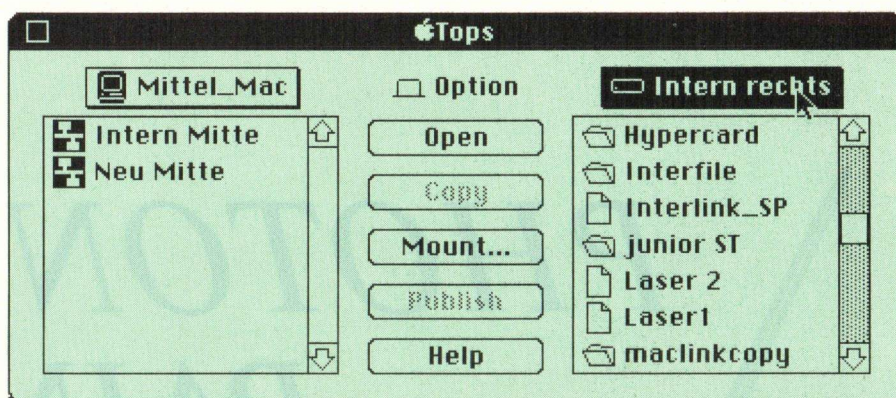 Tops
Mittel_Mac
Intern Mitte
Neu Mitte
Option
Open
Copy
Mount...
Publish
Help
Intern rechts
Hypercard
Interfile
Interlink_SP
junior ST
Laser 2
Laser1
maclinkcopy